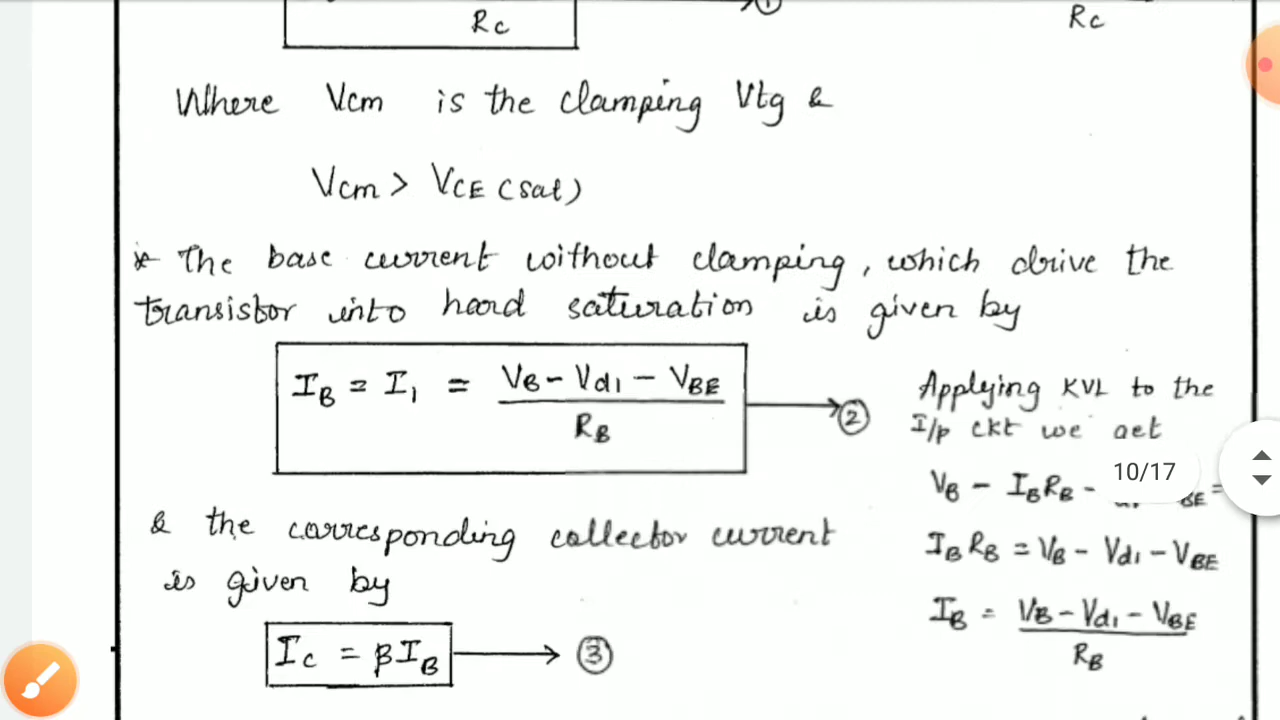 Rc
①
Rc
Where Vcm is the clamping Vtg &
Vcm > VCE (sat)
* The base current without clamping, which drive the
transistor into hard saturation is given by
IB = I1 = VB - Vd1 - VBE / RB
②
& the corresponding collector current
is given by
Ic = βIB
③
Applying KVL to the
I/p ckt we get
VB - IBRB - BE =
IBRB = VB - Vd1 - VBE
IB = VB - Vd1 - VBE / RB
10/17